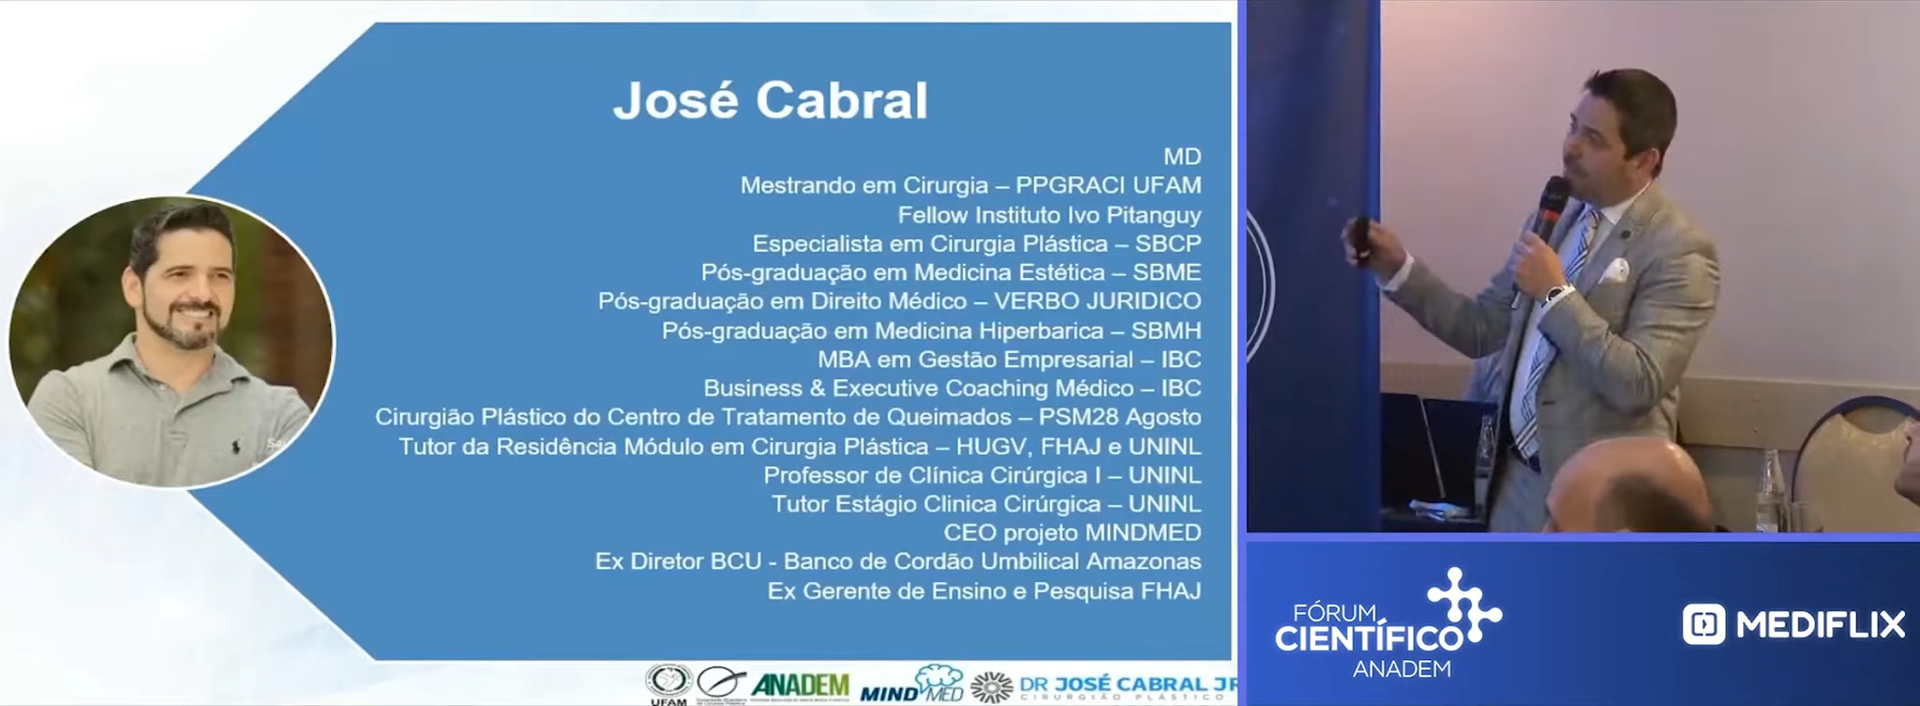 José Cabral
MD
Mestrando em Cirurgia – PPGRACI UFAM
Fellow Instituto Ivo Pitanguy
Especialista em Cirurgia Plástica – SBCP
Pós-graduação em Medicina Estética – SBME
Pós-graduação em Direito Médico – VERBO JURIDICO
Pós-graduação em Medicina Hiperbarica – SBMH
MBA em Gestão Empresarial – IBC
Business & Executive Coaching Médico – IBC
Cirurgião Plástico do Centro de Tratamento de Queimados – PSM28 Agosto
Tutor da Residência Módulo em Cirurgia Plástica – HUGV, FHAJ e UNINL
Professor de Clínica Cirúrgica I – UNINL
Tutor Estágio Clinica Cirúrgica – UNINL
CEO projeto MINDMED
Ex Diretor BCU - Banco de Cordão Umbilical Amazonas
Ex Gerente de Ensino e Pesquisa FHAJ
UFAM
ANADEM
MINDMED
DR JOSÉ CABRAL JR
CIRURGIÃO PLÁSTICO
FÓRUM
CIENTÍFICO
ANADEM
MEDIFLIX